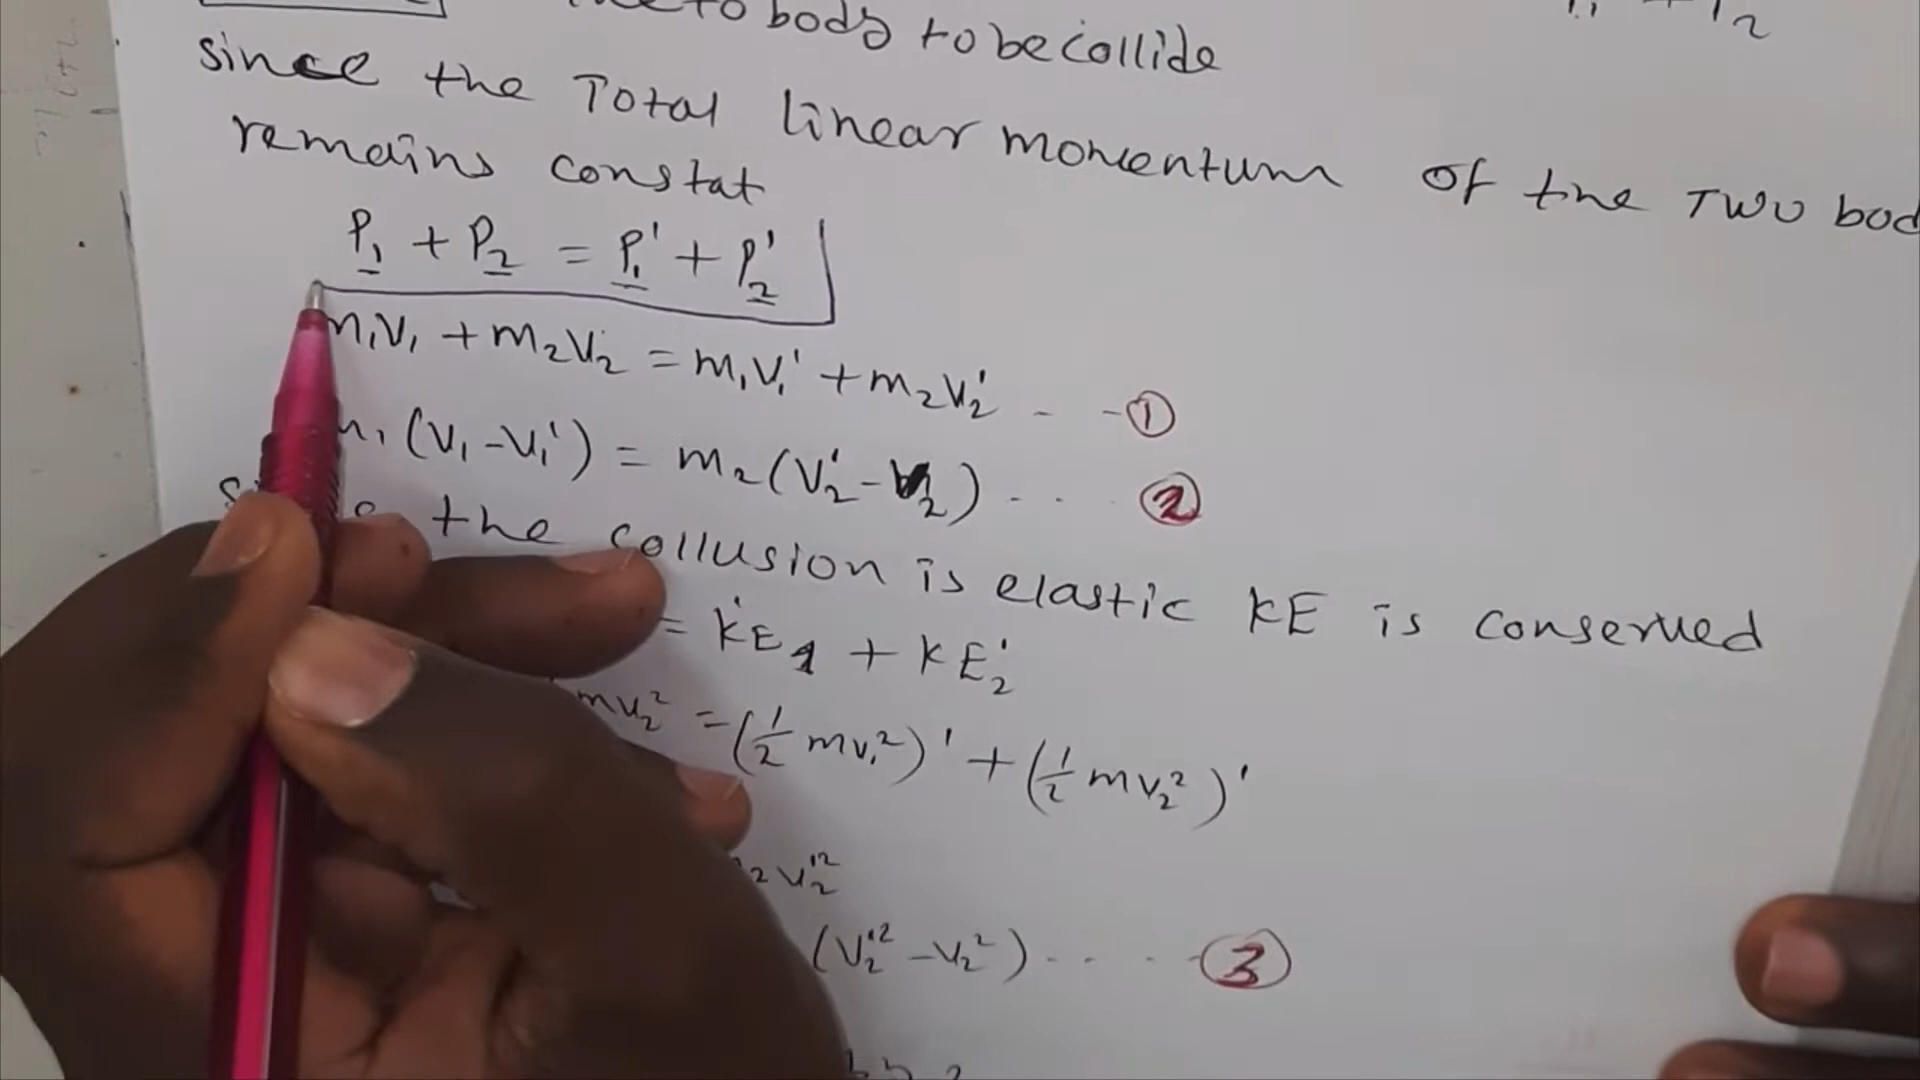 to body to be collide
since the Total linear momentum of the Two bod
remains constat
P₁ + P₂ = P₁' + P₂'
m₁v₁ + m₂v₂ = m₁v₁' + m₂v₂' - - ①
(v₁ - v₁') = m₂(v₂' - v₂) . . . ②
the collusion is elastic KE is conserved
= KE₁ + KE₂'
mv₂² = (½ mv₁²)' + (½ mv₂²)'
₂v₂'²
(v₂'² - v₂²) . . . . ③